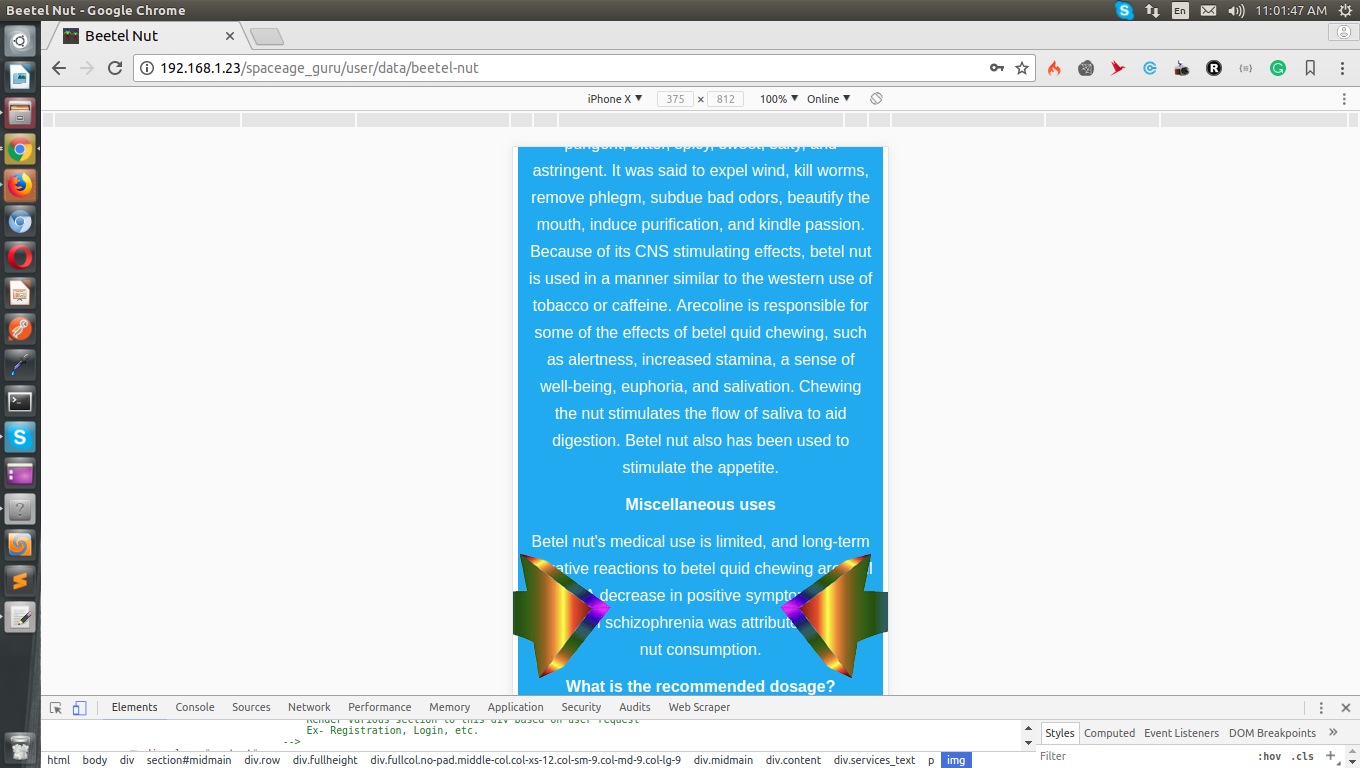 Beetel Nut - Google Chrome
En
11:01:47 AM
Beetel Nut
192.168.1.23/spaceage_guru/user/data/beetel-nut
iPhone X ▼ 375 × 812 100% ▼ Online ▼
pungent, bitter, spicy, sweet, salty, and
astringent. It was said to expel wind, kill worms,
remove phlegm, subdue bad odors, beautify the
mouth, induce purification, and kindle passion.
Because of its CNS stimulating effects, betel nut
is used in a manner similar to the western use of
tobacco or caffeine. Arecoline is responsible for
some of the effects of betel quid chewing, such
as alertness, increased stamina, a sense of
well-being, euphoria, and salivation. Chewing
the nut stimulates the flow of saliva to aid
digestion. Betel nut also has been used to
stimulate the appetite.
Miscellaneous uses
Betel nut's medical use is limited, and long-term
reactions to betel quid chewing
decrease in positive
schizophrenia was
nut consumption.
What is the recommended dosage?
Elements Console Sources Network Performance Memory Application Security Audits Web Scraper
Render various section to this div based on user request
Ex- Registration, Login, etc.
-->
Styles Computed Event Listeners DOM Breakpoints »
Filter :hov .cls +
html body div section#midmain div.row div.fullheight div.fullcol.no-pad.middle-col.col-xs-12.col-sm-9.col-md-9.col-lg-9 div.midmain div.content div.services_text p img